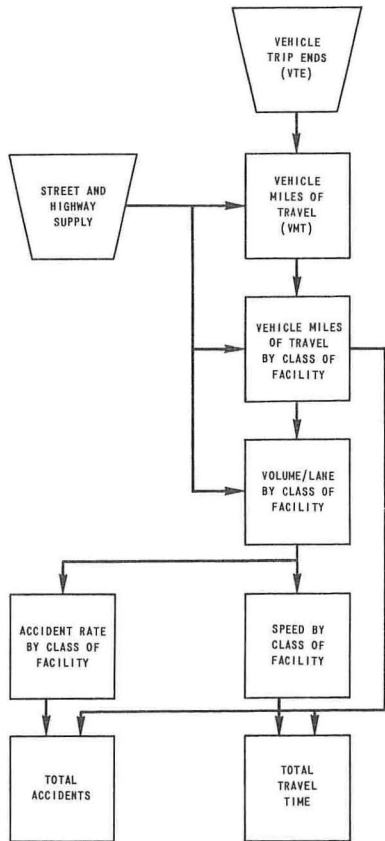 VEHICLE
TRIP ENDS
(VTE)
STREET AND
HIGHWAY
SUPPLY
VEHICLE
MILES OF
TRAVEL
(VMT)
VEHICLE MILES
OF TRAVEL
BY CLASS OF
FACILITY
VOLUME/LANE
BY CLASS OF
FACILITY
ACCIDENT RATE
BY CLASS OF
FACILITY
SPEED BY
CLASS OF
FACILITY
TOTAL
ACCIDENTS
TOTAL
TRAVEL
TIME